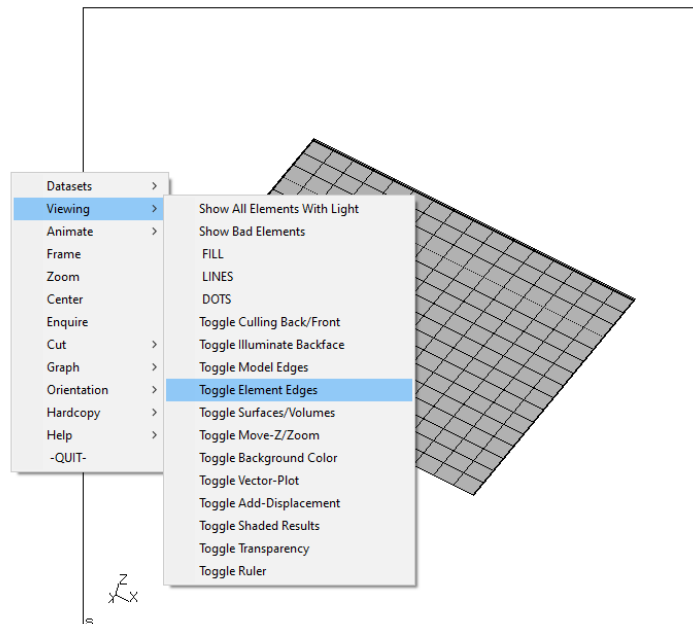 Datasets >
Viewing >
Animate >
Frame
Zoom
Center
Enquire
Cut >
Graph >
Orientation >
Hardcopy >
Help >
-QUIT-
Show All Elements With Light
Show Bad Elements
FILL
LINES
DOTS
Toggle Culling Back/Front
Toggle Illuminate Backface
Toggle Model Edges
Toggle Element Edges
Toggle Surfaces/Volumes
Toggle Move-Z/Zoom
Toggle Background Color
Toggle Vector-Plot
Toggle Add-Displacement
Toggle Shaded Results
Toggle Transparency
Toggle Ruler
Z
X